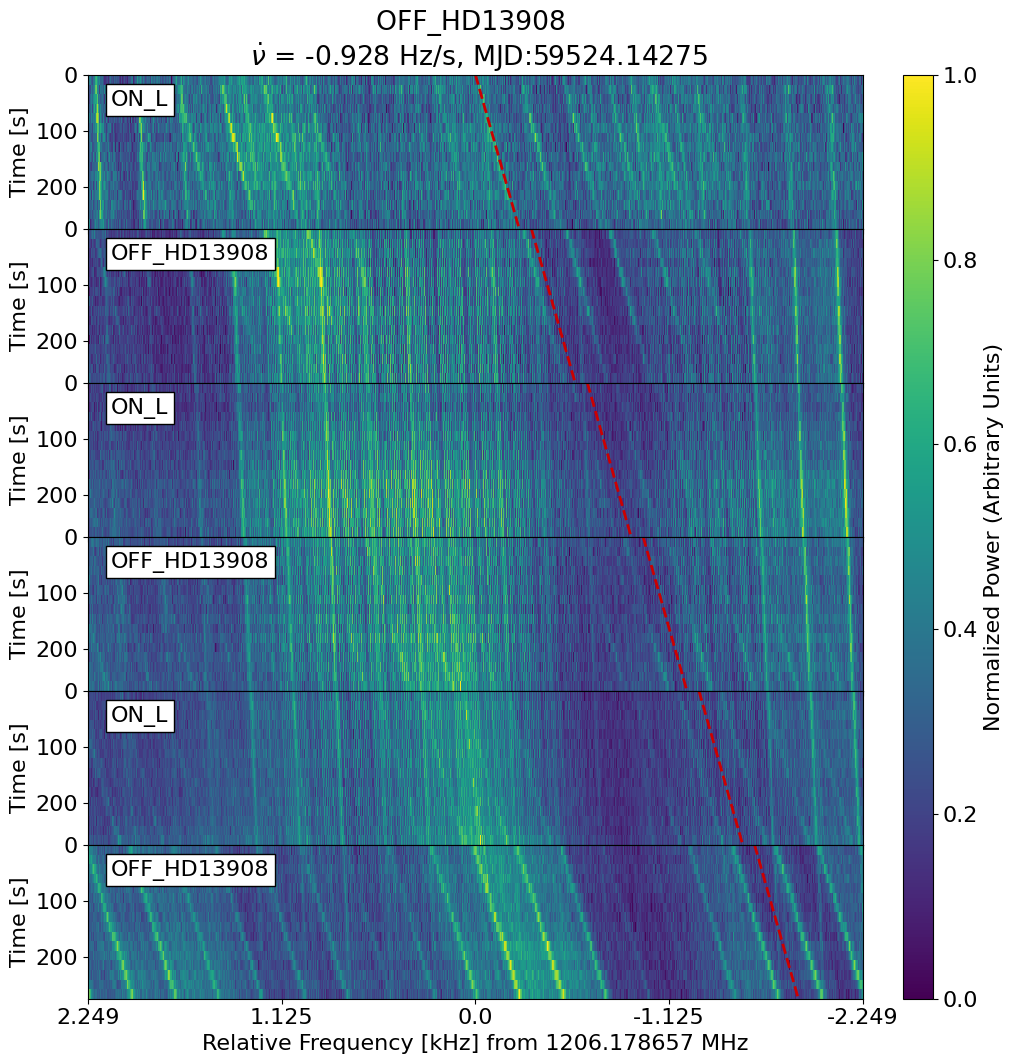 OFF_HD13908
ν̇ = -0.928 Hz/s, MJD:59524.14275
ON_L
OFF_HD13908
ON_L
OFF_HD13908
ON_L
OFF_HD13908
Time [s]
0
100
200
Time [s]
0
100
200
Time [s]
0
100
200
Time [s]
0
100
200
Time [s]
0
100
200
Time [s]
0
100
200
2.249 1.125 0.0 -1.125 -2.249
Relative Frequency [kHz] from 1206.178657 MHz
1.0
0.8
0.6
0.4
0.2
0.0
Normalized Power (Arbitrary Units)